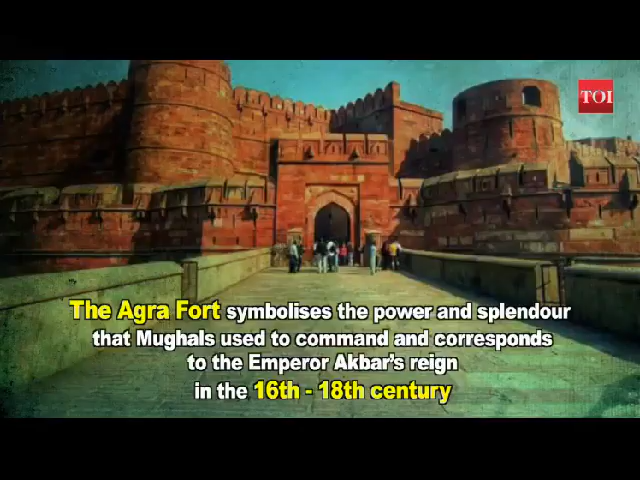 TOI
The Agra Fort symbolises the power and splendour
that Mughals used to command and corresponds
to the Emperor Akbar's reign
in the 16th - 18th century